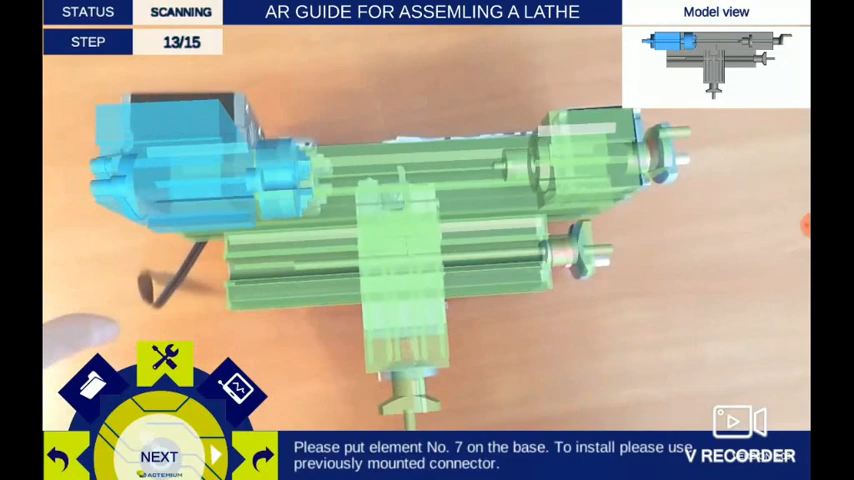 STATUS
SCANNING
AR GUIDE FOR ASSEMLING A LATHE
Model view
STEP
13/15
NEXT
ACTEMIUM
Please put element No. 7 on the base. To install please use
previously mounted connector.
V RECORDER